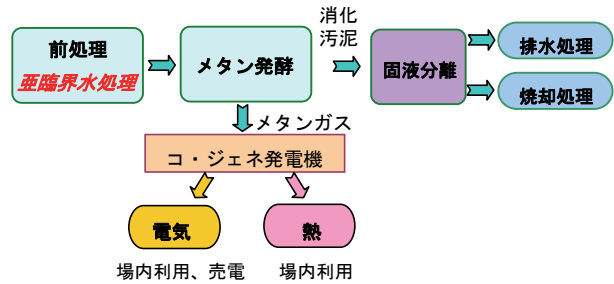 前処理
亜臨界水処理
メタン発酵
消化
汚泥
固液分離
排水処理
焼却処理
メタンガス
コ・ジェネ発電機
電気
熱
場内利用、売電
場内利用